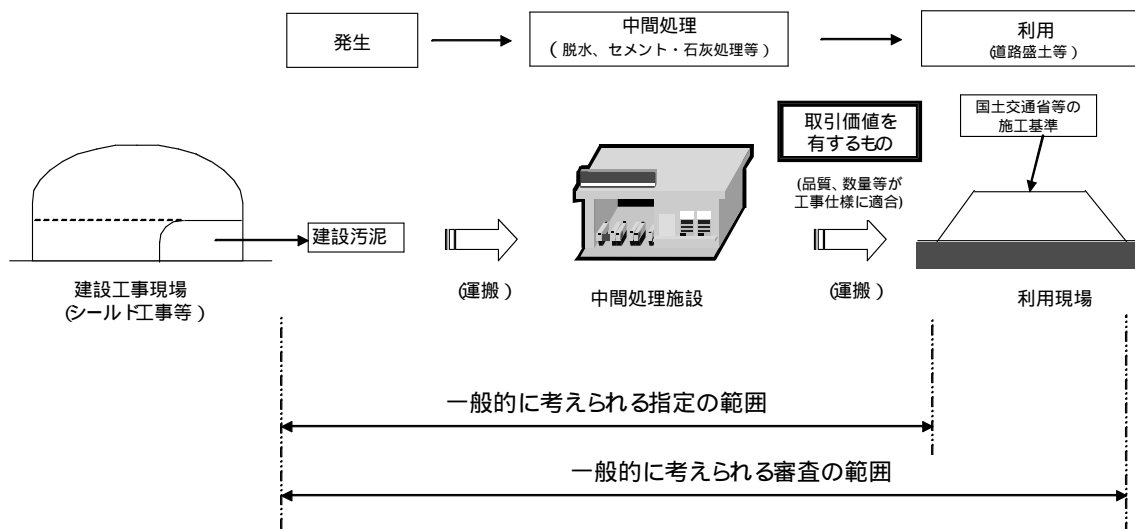 発生
中間処理
(脱水、セメント・石灰処理等)
利用
(道路盛土等)
国土交通省等の
施工基準
取引価値を
有するもの
(品質、数量等が
工事仕様に適合)
建設汚泥
(運搬)
(運搬)
建設工事現場
(シールド工事等)
中間処理施設
利用現場
一般的に考えられる指定の範囲
一般的に考えられる審査の範囲